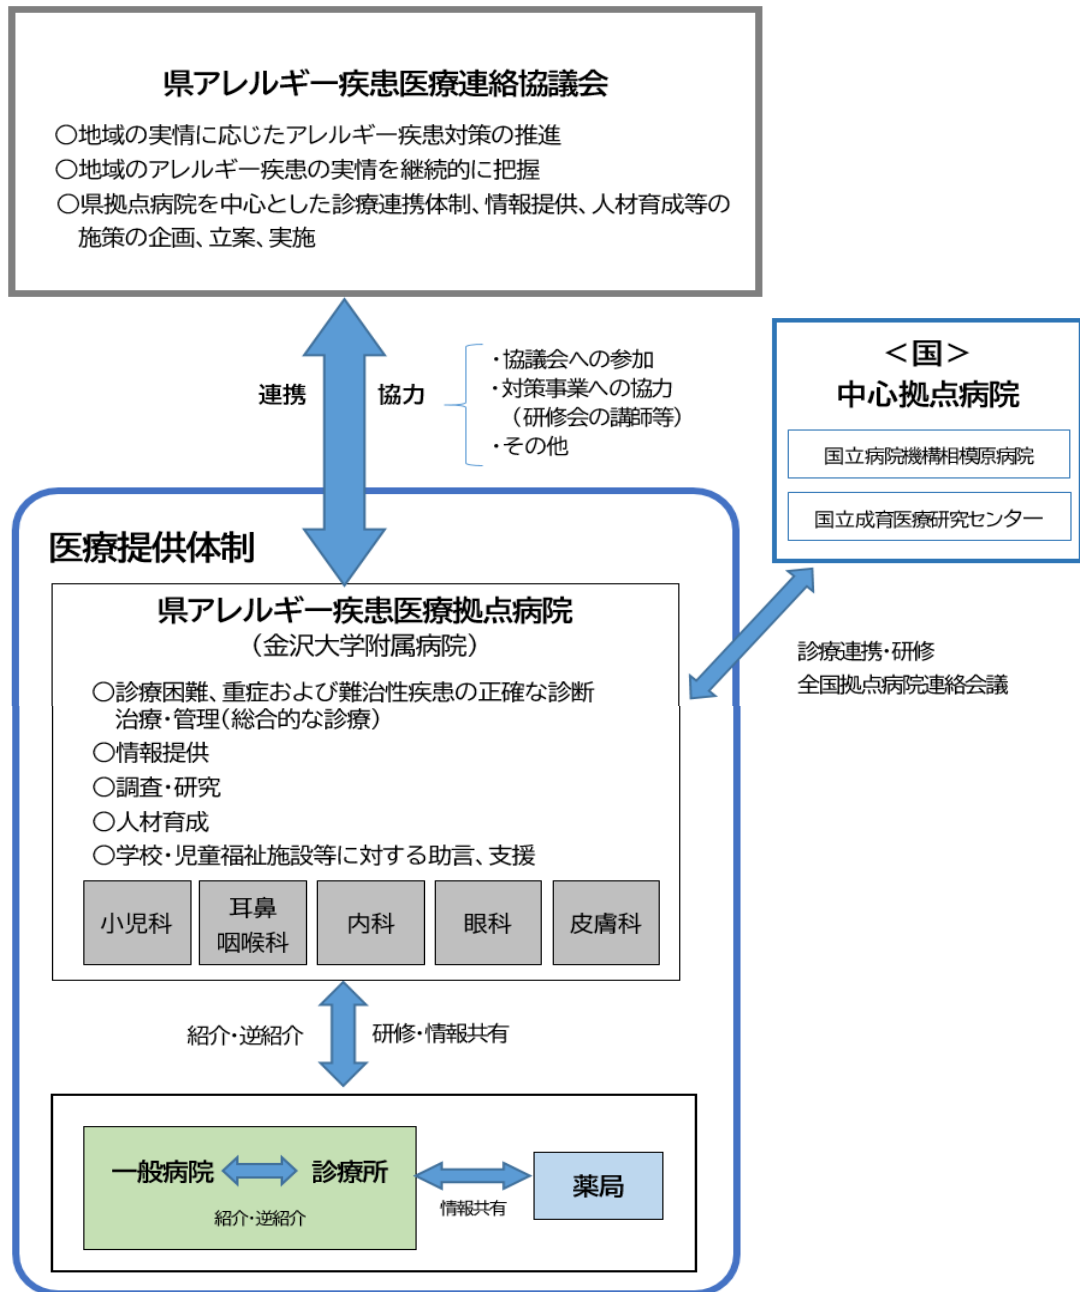 県アレルギー疾患医療連絡協議会
〇地域の実情に応じたアレルギー疾患対策の推進
〇地域のアレルギー疾患の実情を継続的に把握
〇県拠点病院を中心とした診療連携体制、情報提供、人材育成等の
施策の企画、立案、実施
連携
協力
・協議会への参加
・対策事業への協力
（研修会の講師等）
・その他
＜国＞
中心拠点病院
国立病院機構相模原病院
国立成育医療研究センター
診療連携・研修
全国拠点病院連絡会議
医療提供体制
県アレルギー疾患医療拠点病院
（金沢大学附属病院）
〇診療困難、重症および難治性疾患の正確な診断
治療・管理（総合的な診療）
〇情報提供
〇調査・研究
〇人材育成
〇学校・児童福祉施設等に対する助言、支援
小児科
耳鼻
咽喉科
内科
眼科
皮膚科
紹介・逆紹介
研修・情報共有
一般病院
診療所
紹介・逆紹介
情報共有
薬局